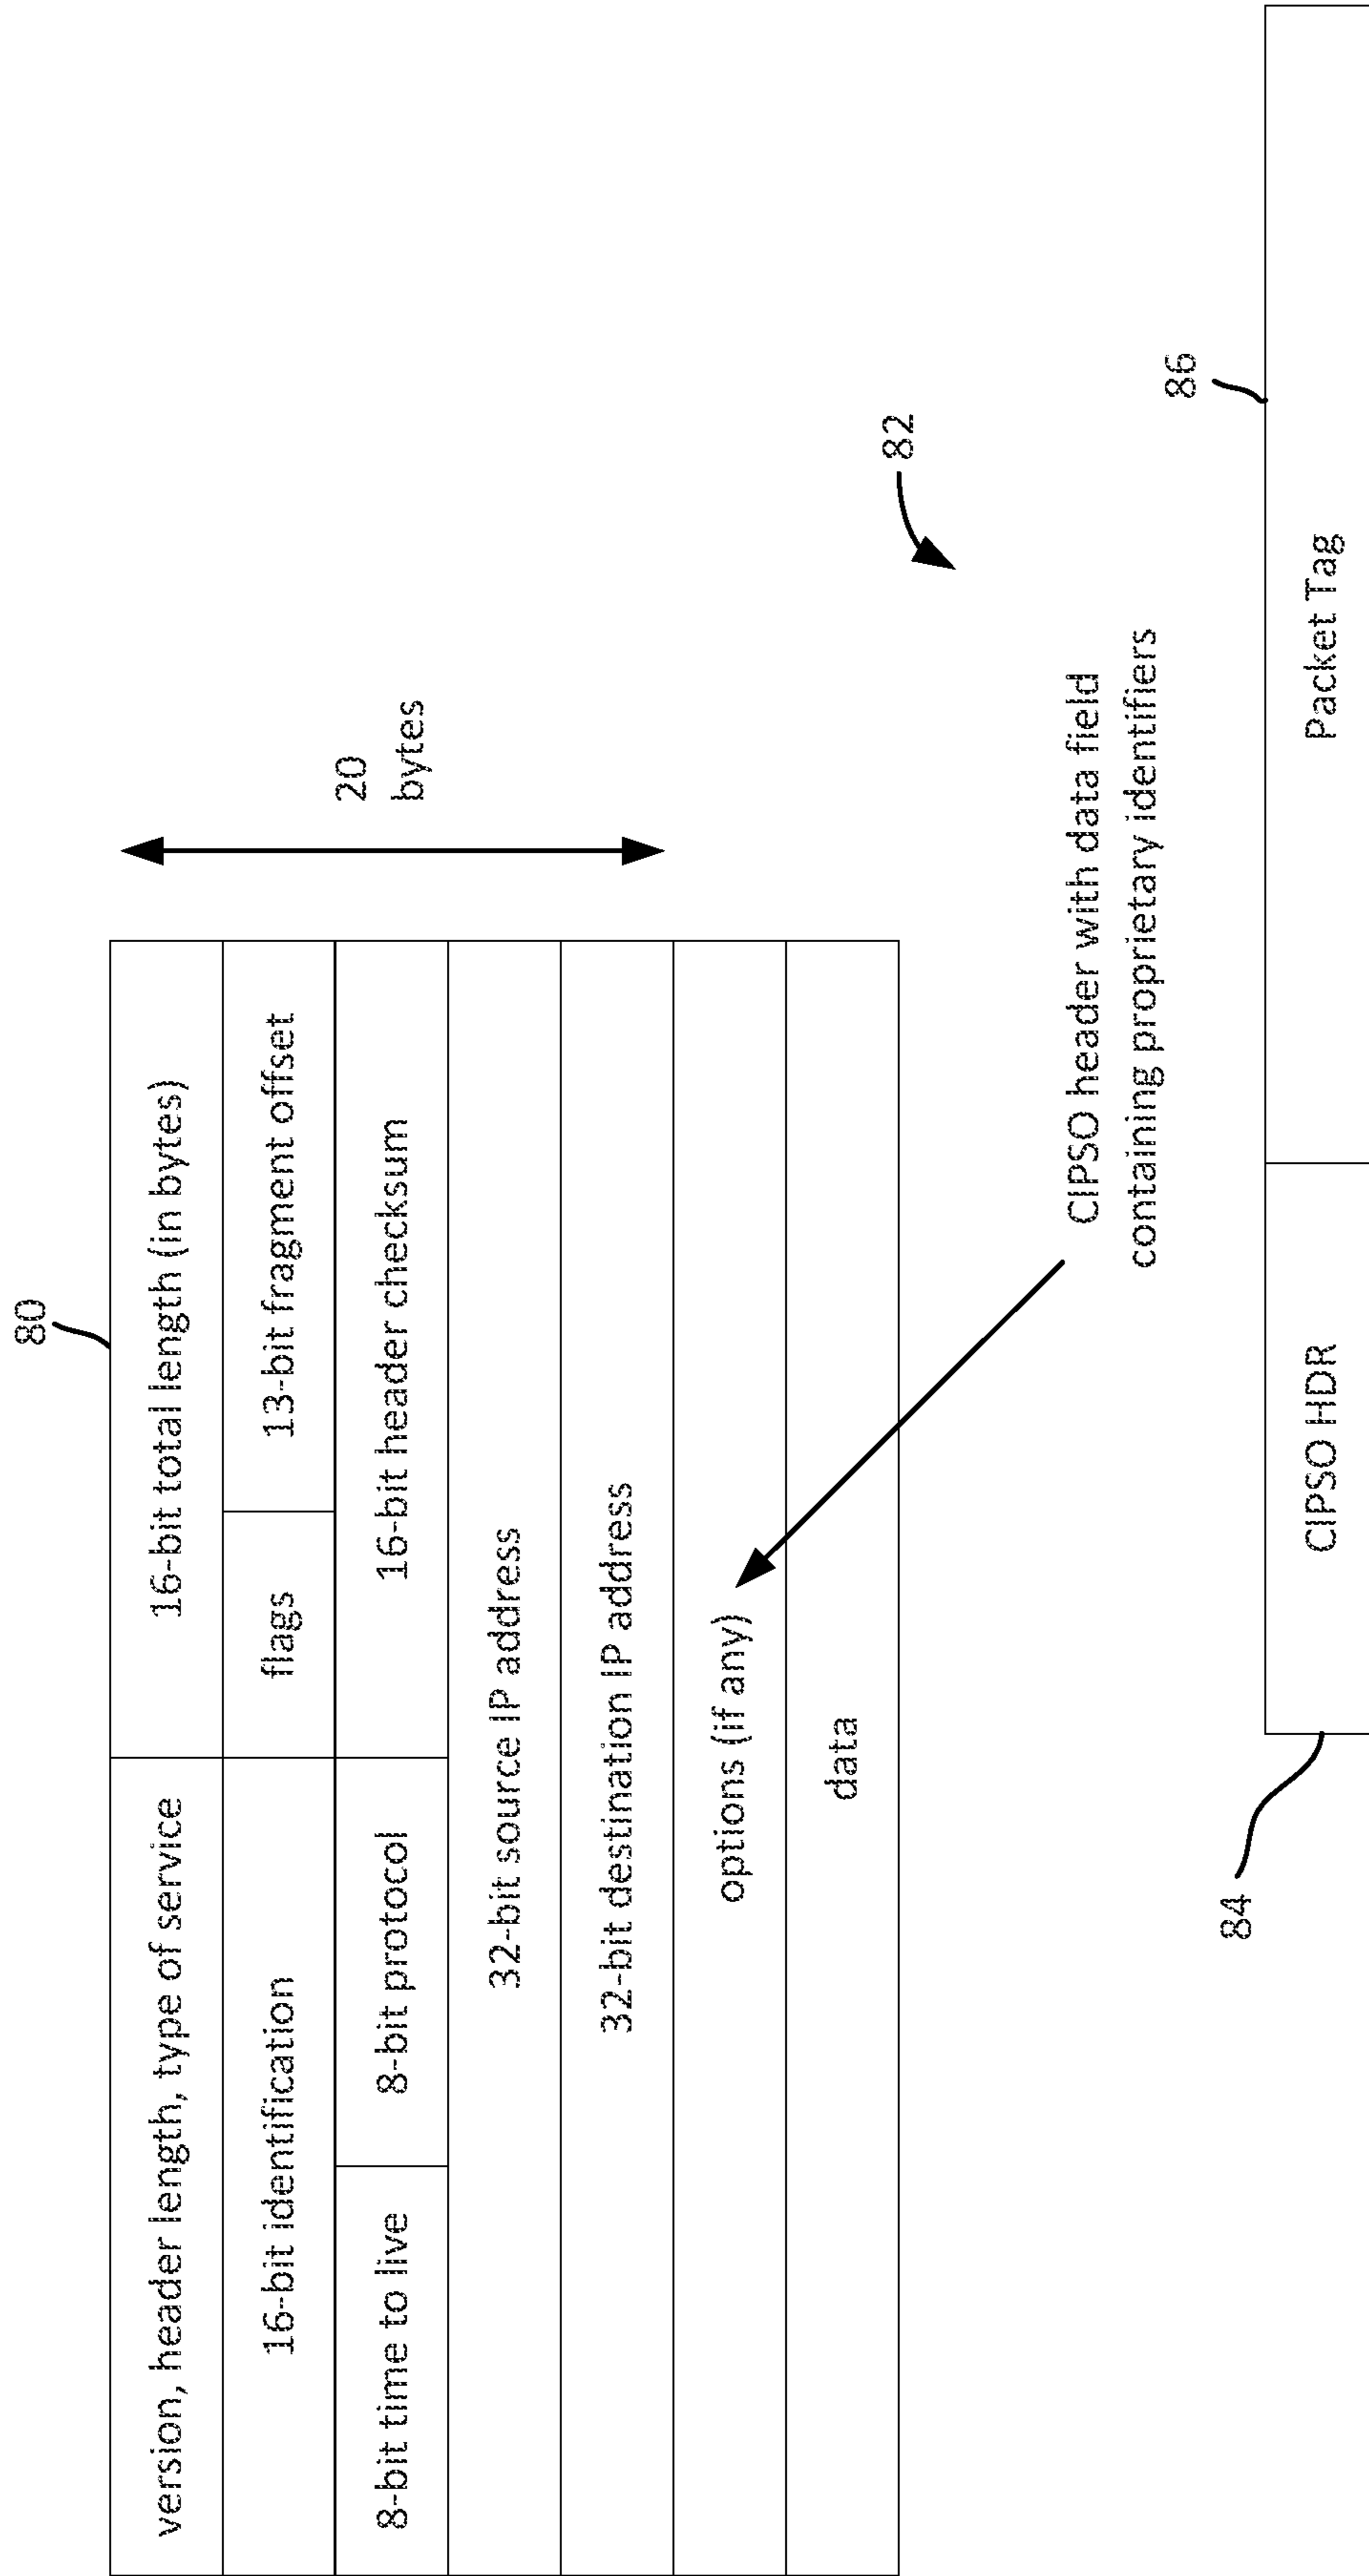 80
version, header length, type of service
16-bit total length (in bytes)
16-bit identification
flags
13-bit fragment offset
8-bit time to live
8-bit protocol
16-bit header checksum
32-bit source IP address
32-bit destination IP address
options (if any)
data
20
bytes
82
CIPSO header with data field
containing proprietary identifiers
84
86
CIPSO HDR
Packet Tag